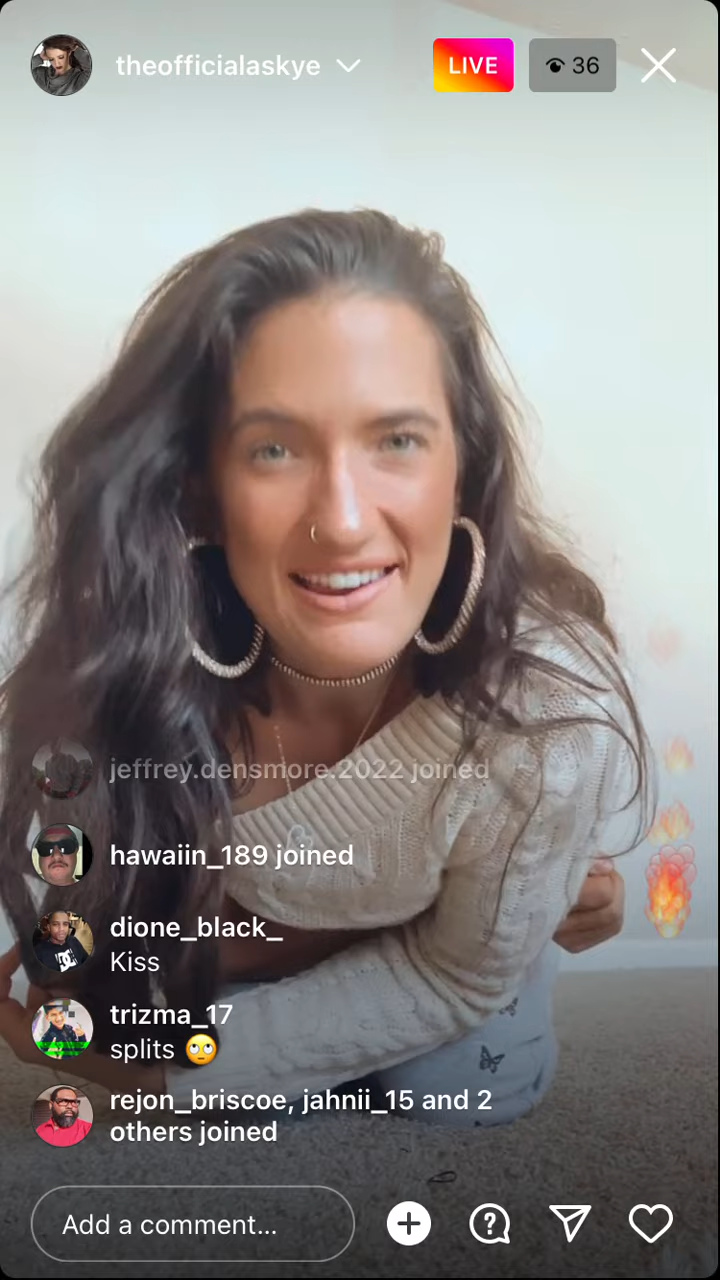 theofficialaskye
LIVE
36
jeffrey.densmore.2022 joined
hawaiin_189 joined
dione_black_
Kiss
trizma_17
splits 🙄
rejon_briscoe, jahnii_15 and 2
others joined
Add a comment...